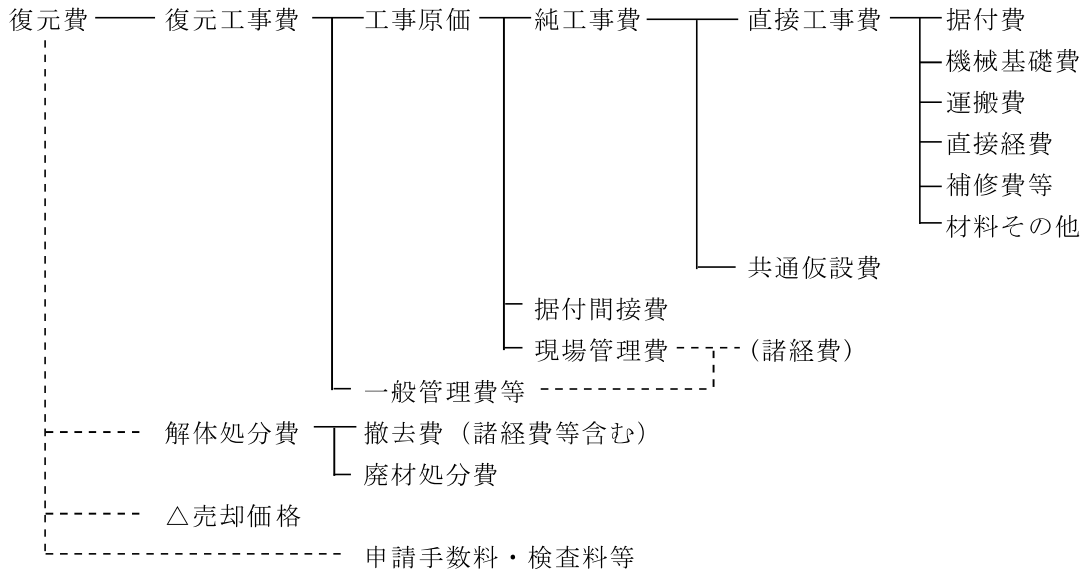 復元費 復元工事費 工事原価 純工事費 直接工事費 据付費
機械基礎費
運搬費
直接経費
補修費等
材料その他
共通仮設費
据付間接費
現場管理費 (諸経費)
一般管理費等
解体処分費 撤去費（諸経費等含む）
廃材処分費
△売却価格
申請手数料・検査料等